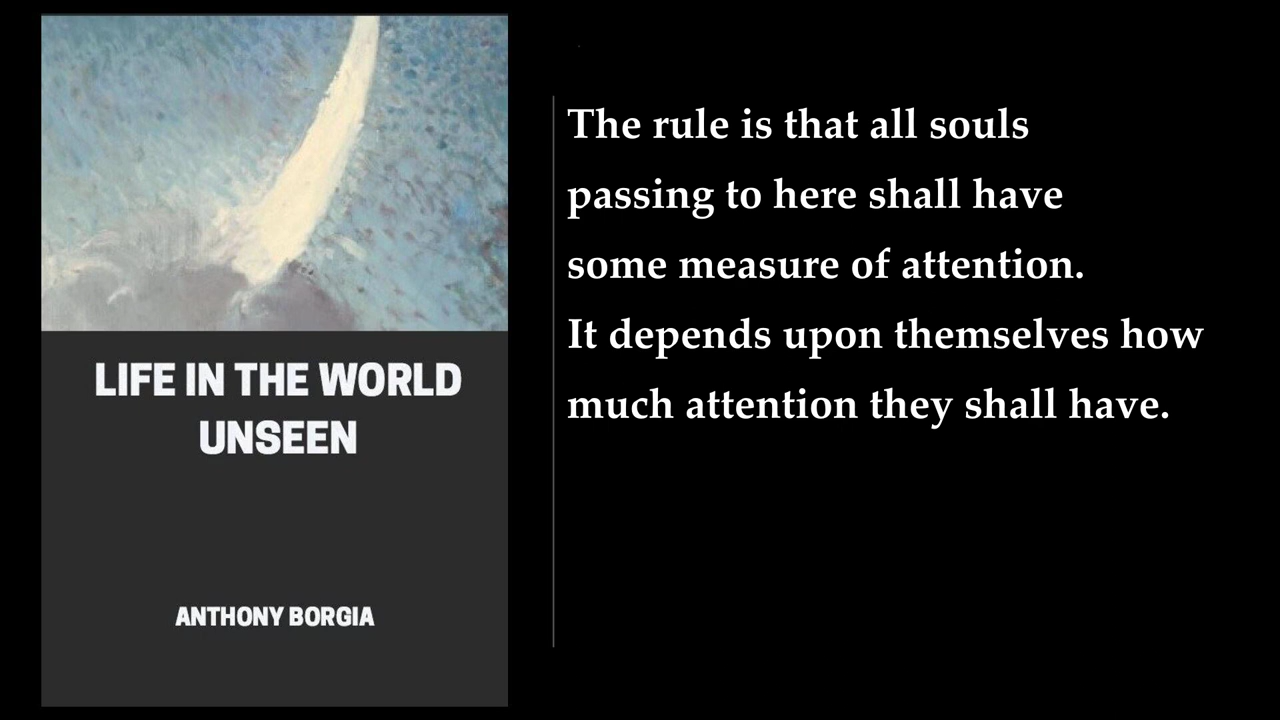 LIFE IN THE WORLD
UNSEEN
ANTHONY BORGIA
The rule is that all souls
passing to here shall have
some measure of attention.
It depends upon themselves how
much attention they shall have.